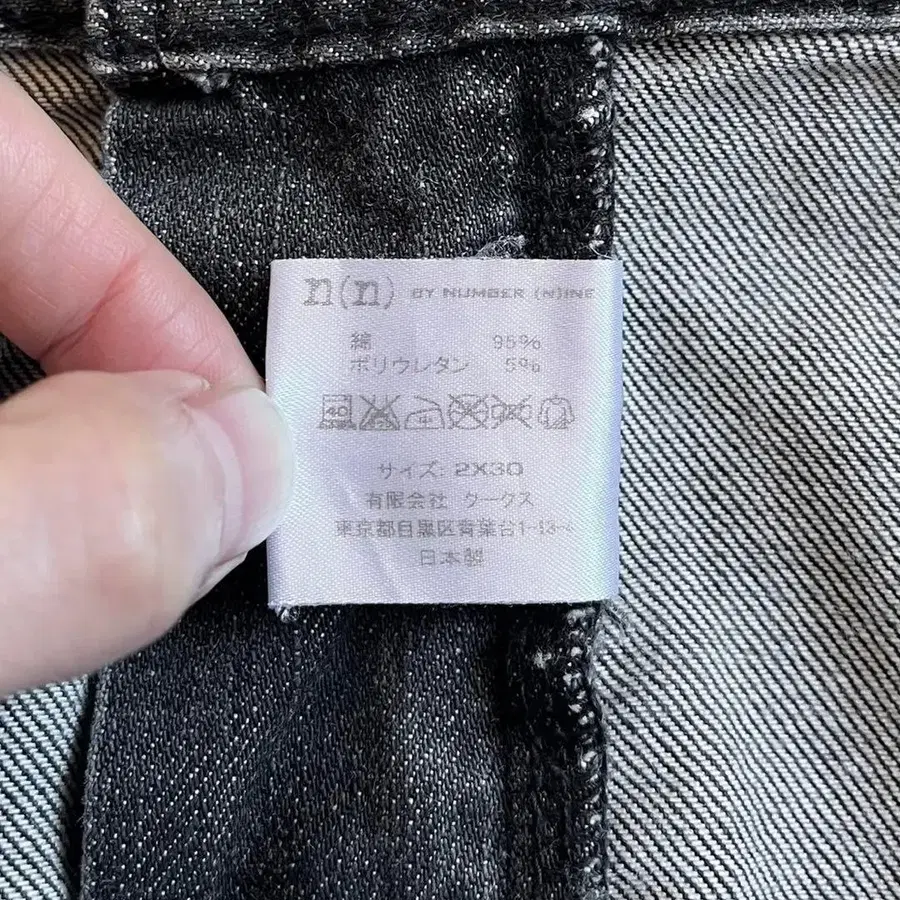 n(n) BY NUMBER (N)INE
綿 95%
ポリウレタン 5%
40
サイズ: 2X30
有限会社 クークス
東京都目黒区青葉台1-13-4
日本製